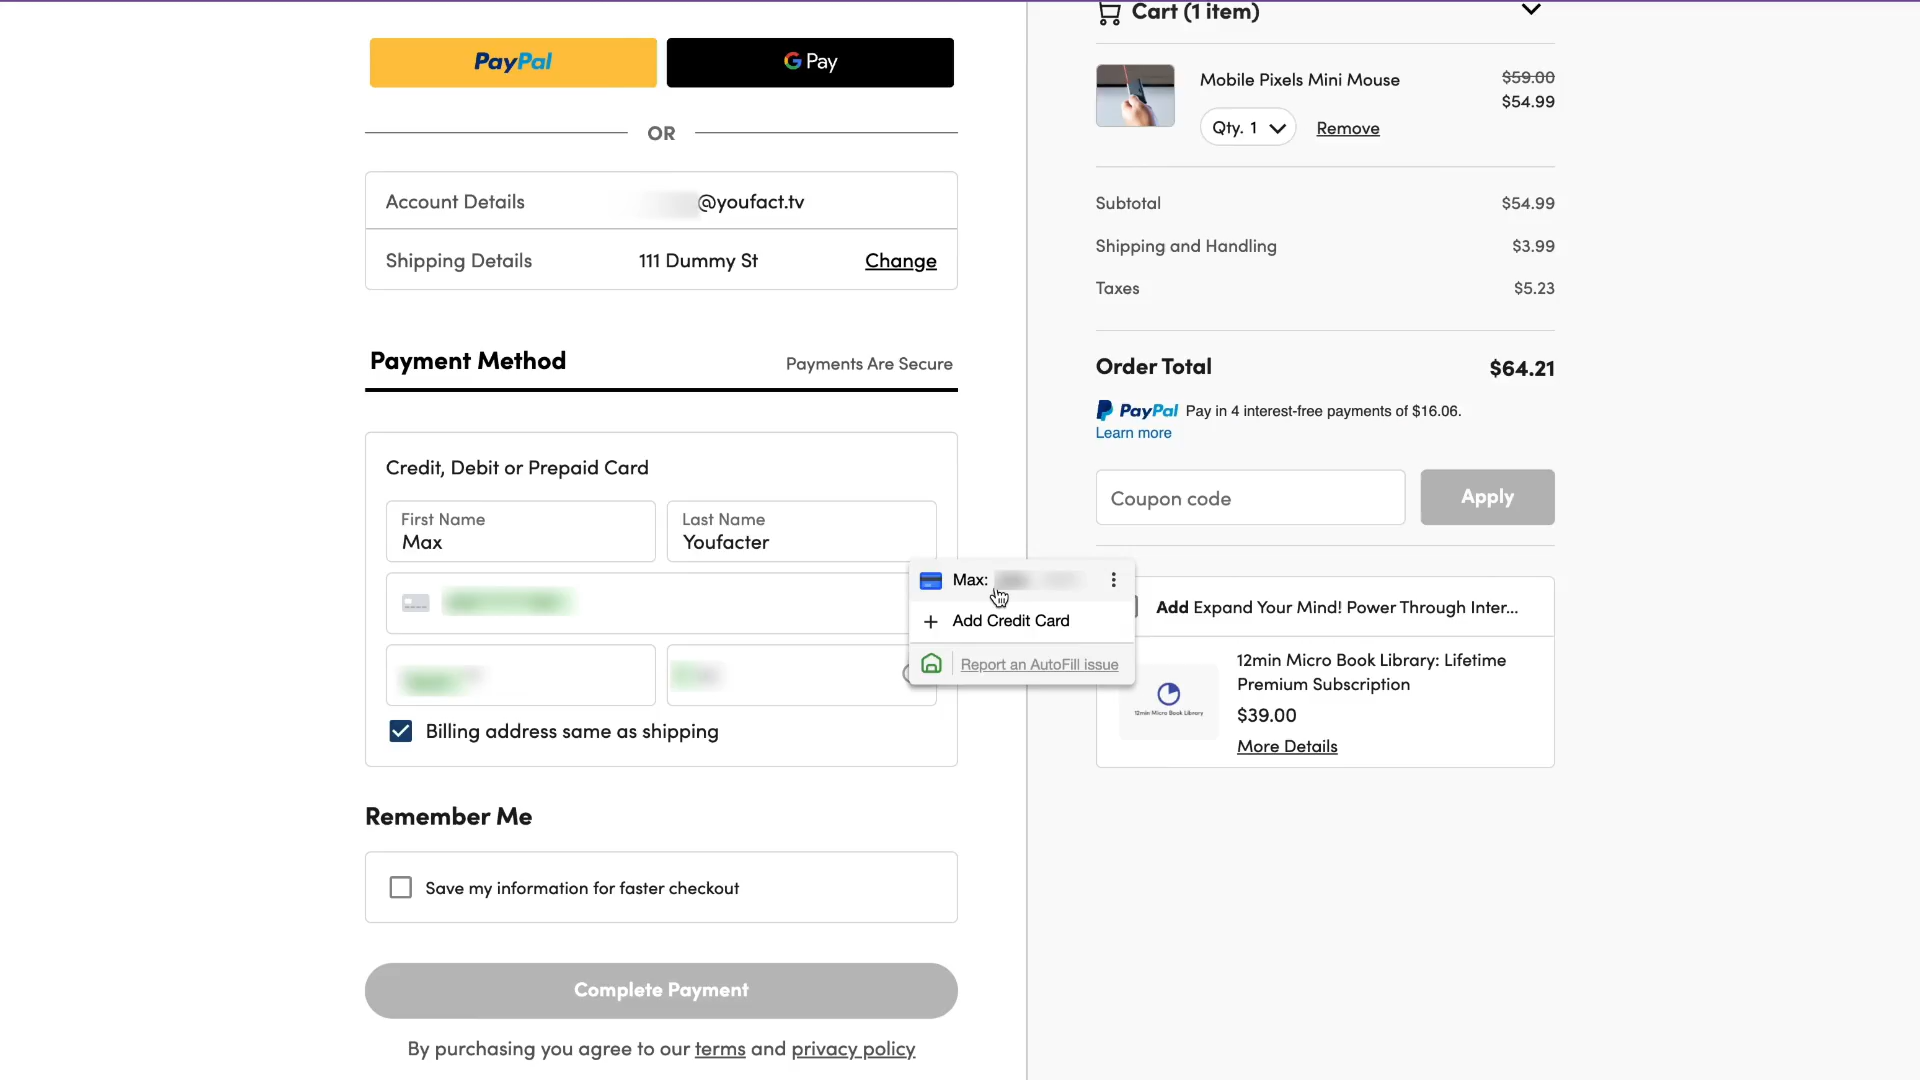 PayPal
G Pay
OR
Account Details
@youfact.tv
Shipping Details
111 Dummy St
Change
Payment Method
Payments Are Secure
Credit, Debit or Prepaid Card
First Name
Max
Last Name
Youfacter
Max:
Add Credit Card
Report an AutoFill issue
Billing address same as shipping
Remember Me
Save my information for faster checkout
Complete Payment
By purchasing you agree to our terms and privacy policy
Cart (1 item)
Mobile Pixels Mini Mouse
$59.00
$54.99
Qty. 1
Remove
Subtotal
$54.99
Shipping and Handling
$3.99
Taxes
$5.23
Order Total
$64.21
PayPal Pay in 4 interest-free payments of $16.06.
Learn more
Coupon code
Apply
Add Expand Your Mind! Power Through Inter...
12min Micro Book Library
12min Micro Book Library: Lifetime
Premium Subscription
$39.00
More Details